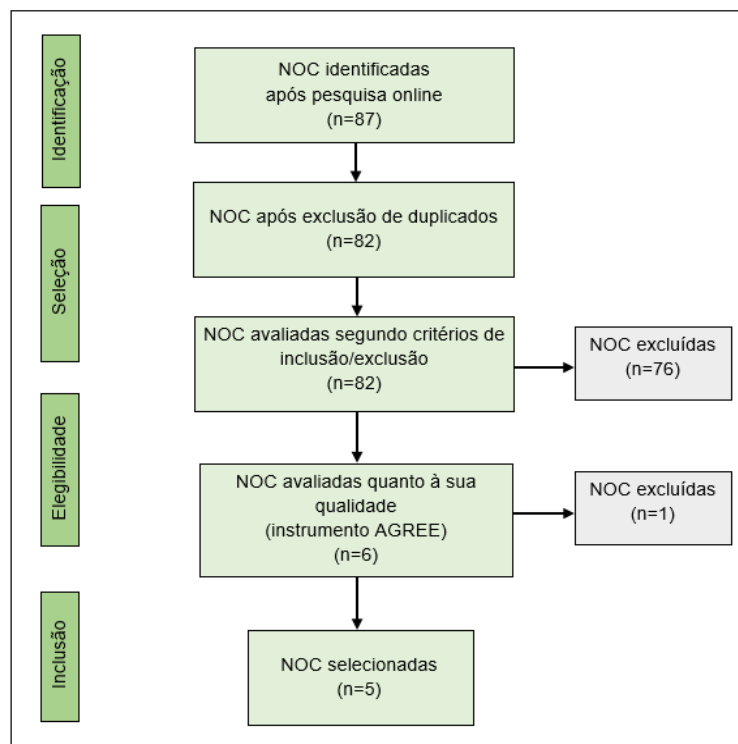 Identificação
NOC identificadas
após pesquisa online
(n=87)
Seleção
NOC após exclusão de duplicados
(n=82)
NOC avaliadas segundo critérios de
inclusão/exclusão
(n=82)
NOC excluídas
(n=76)
Elegibilidade
NOC avaliadas quanto à sua
qualidade
(instrumento AGREE)
(n=6)
NOC excluídas
(n=1)
Inclusão
NOC selecionadas
(n=5)